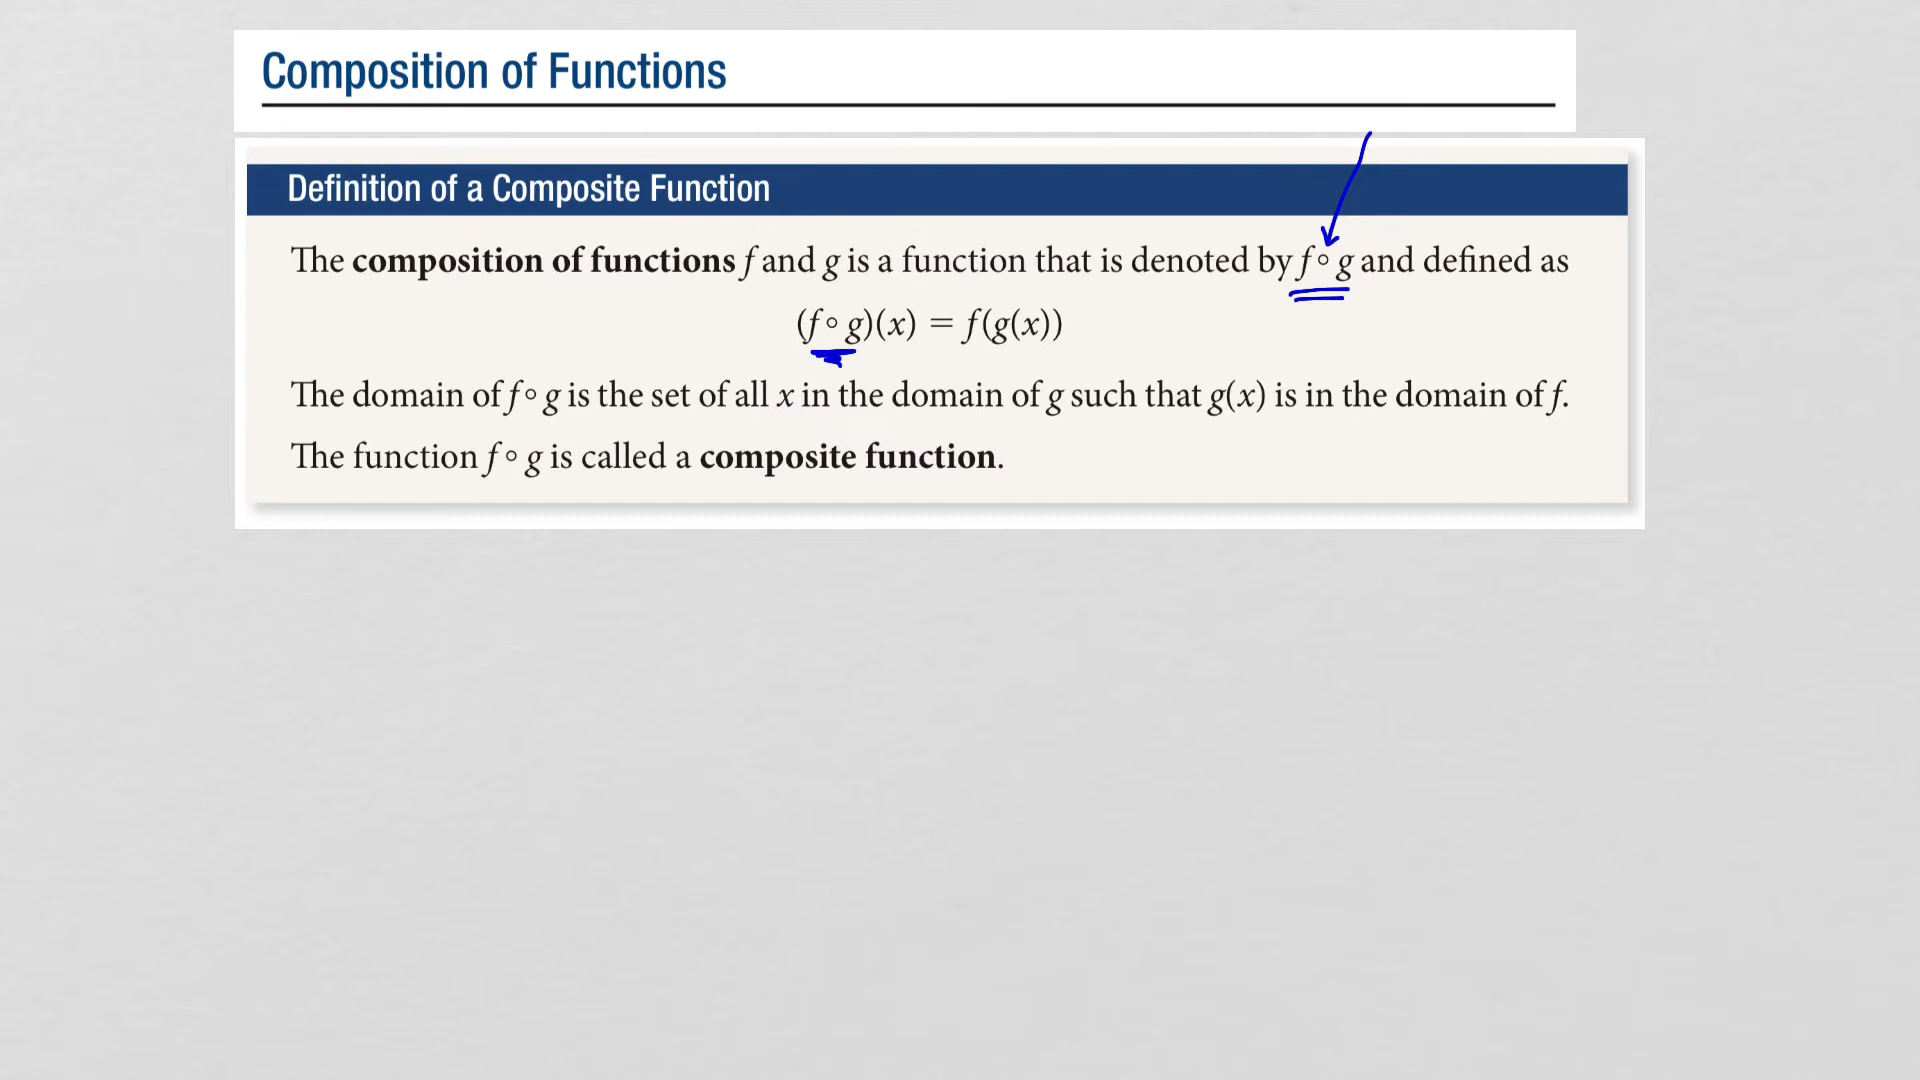 Composition of Functions
Definition of a Composite Function
The composition of functions f and g is a function that is denoted by f ∘ g and defined as
(f ∘ g)(x) = f(g(x))
The domain of f ∘ g is the set of all x in the domain of g such that g(x) is in the domain of f.
The function f ∘ g is called a composite function.